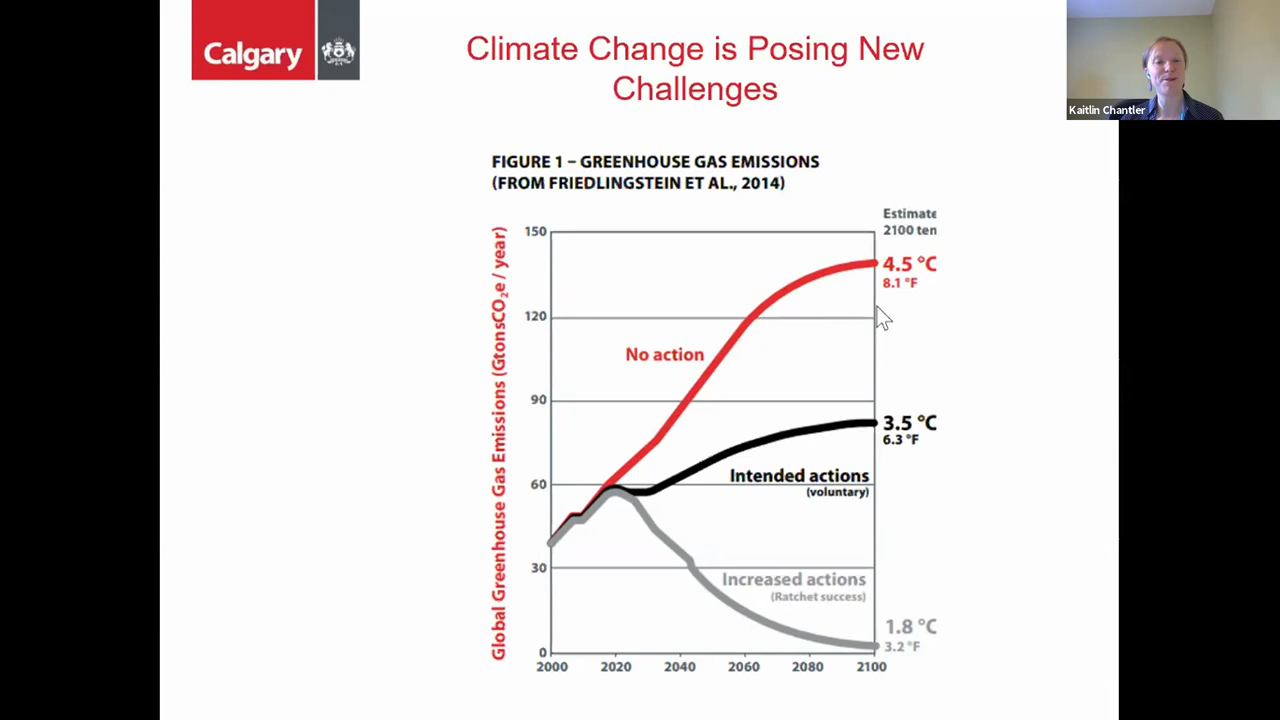 Calgary
Climate Change is Posing New
Challenges
Kaitlin Chantler
FIGURE 1 – GREENHOUSE GAS EMISSIONS
(FROM FRIEDLINGSTEIN ET AL., 2014)
Estimate
2100 ten
Global Greenhouse Gas Emissions (GtonsCO₂e / year)
150
120
90
60
30
0
2000
2020
2040
2060
2080
2100
4.5 °C
8.1 °F
No action
3.5 °C
6.3 °F
Intended actions
(voluntary)
Increased actions
(Ratchet success)
1.8 °C
3.2 °F